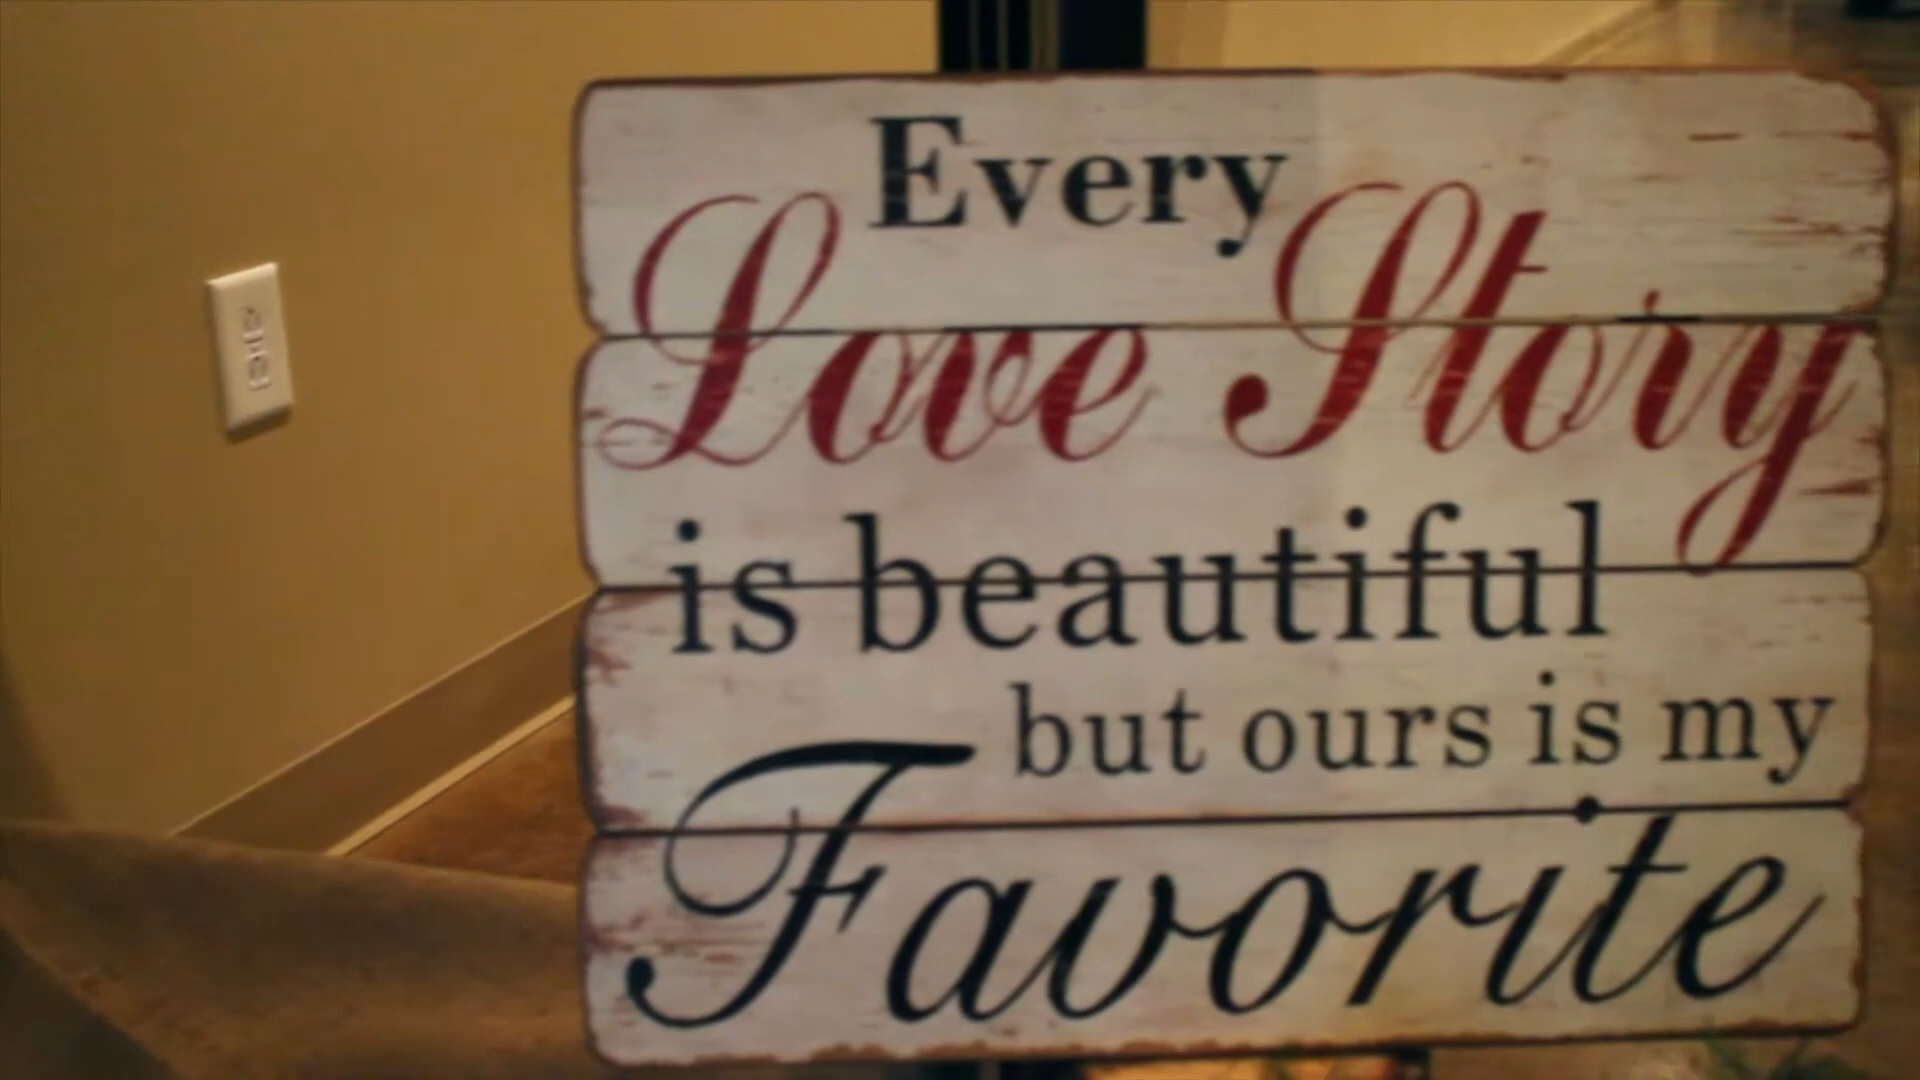 Every
Love Story
is beautiful
but ours is my
Favorite